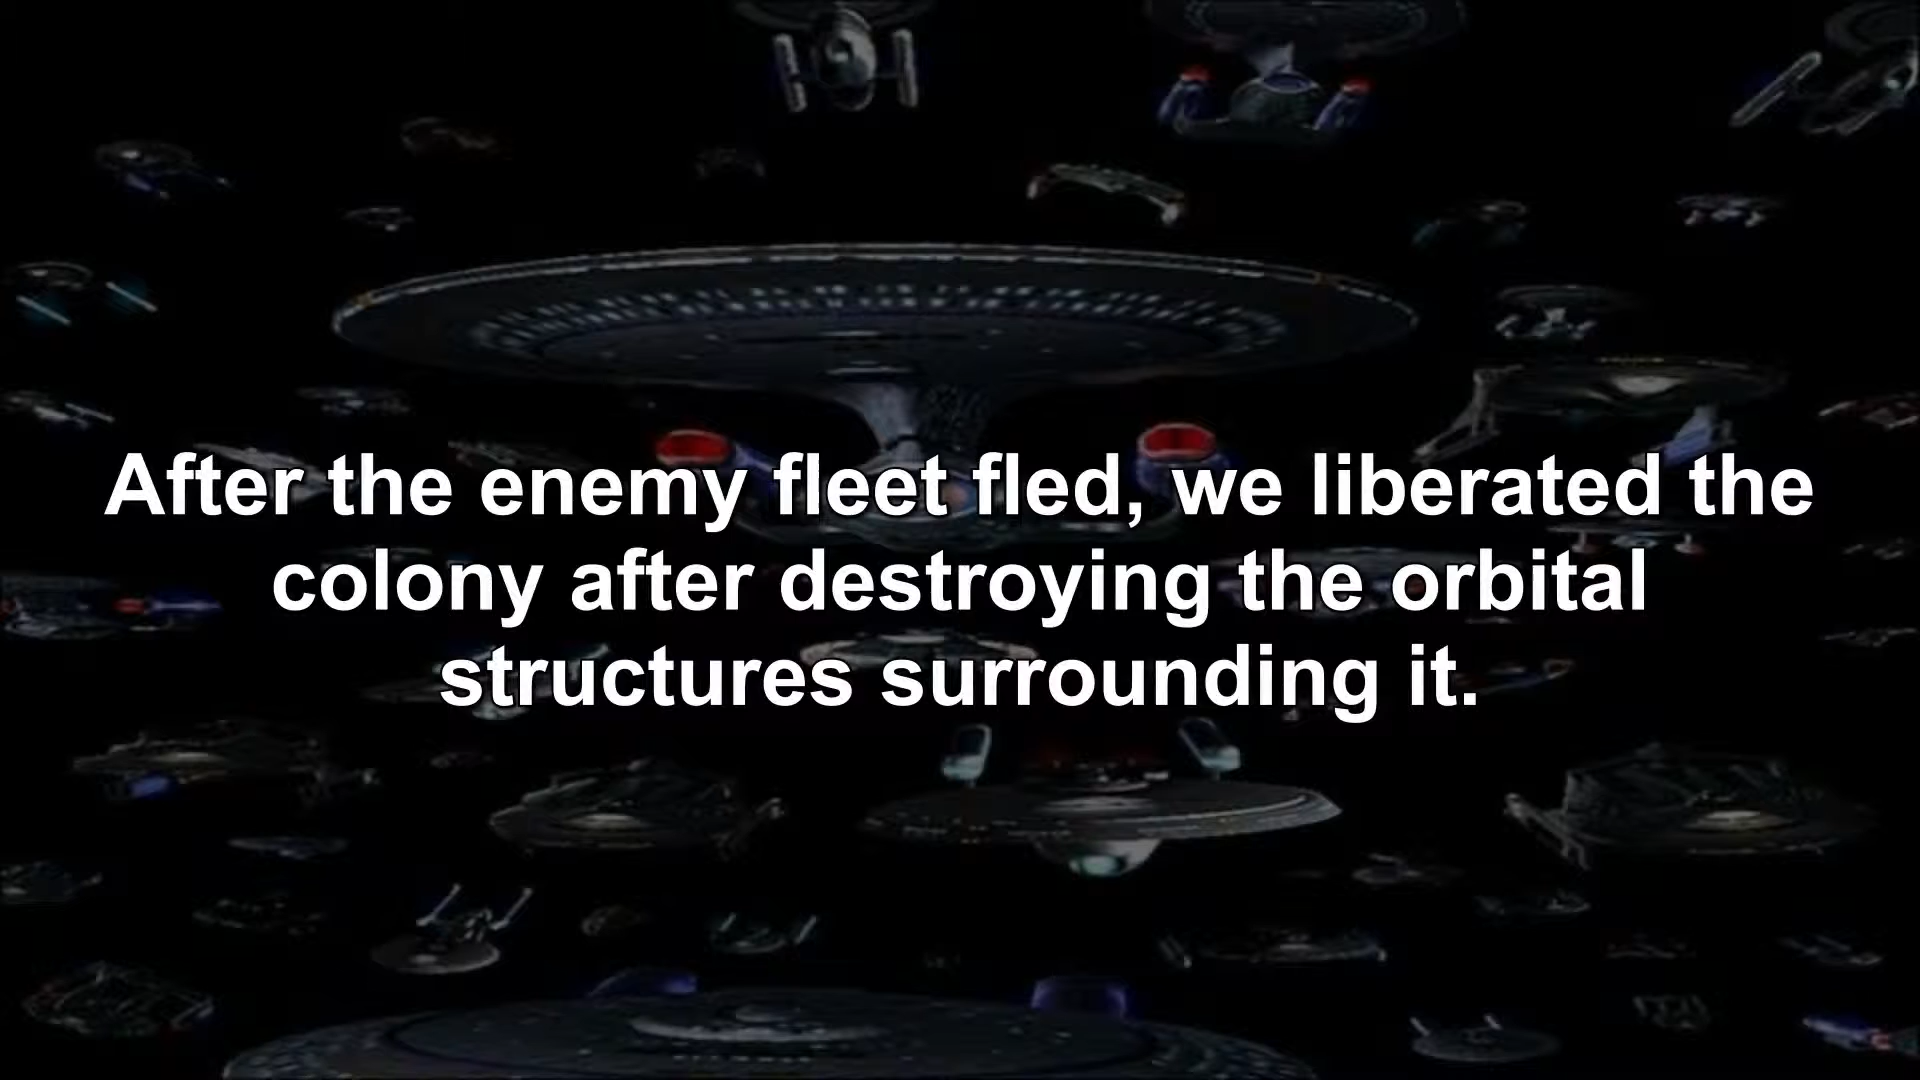 After the enemy fleet fled, we liberated the
colony after destroying the orbital
structures surrounding it.